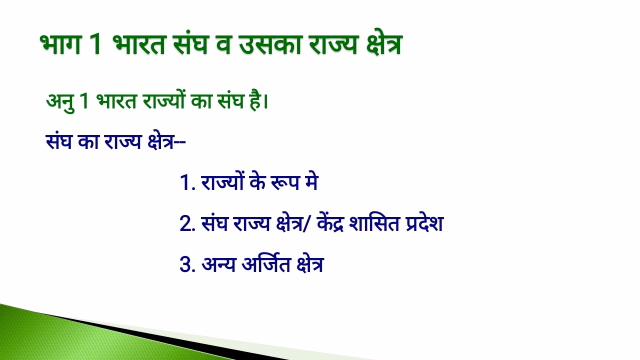 भाग 1 भारत संघ व उसका राज्य क्षेत्र
अनु 1 भारत राज्यों का संघ है।
संघ का राज्य क्षेत्र--
1. राज्यों के रूप मे
2. संघ राज्य क्षेत्र/ केंद्र शासित प्रदेश
3. अन्य अर्जित क्षेत्र